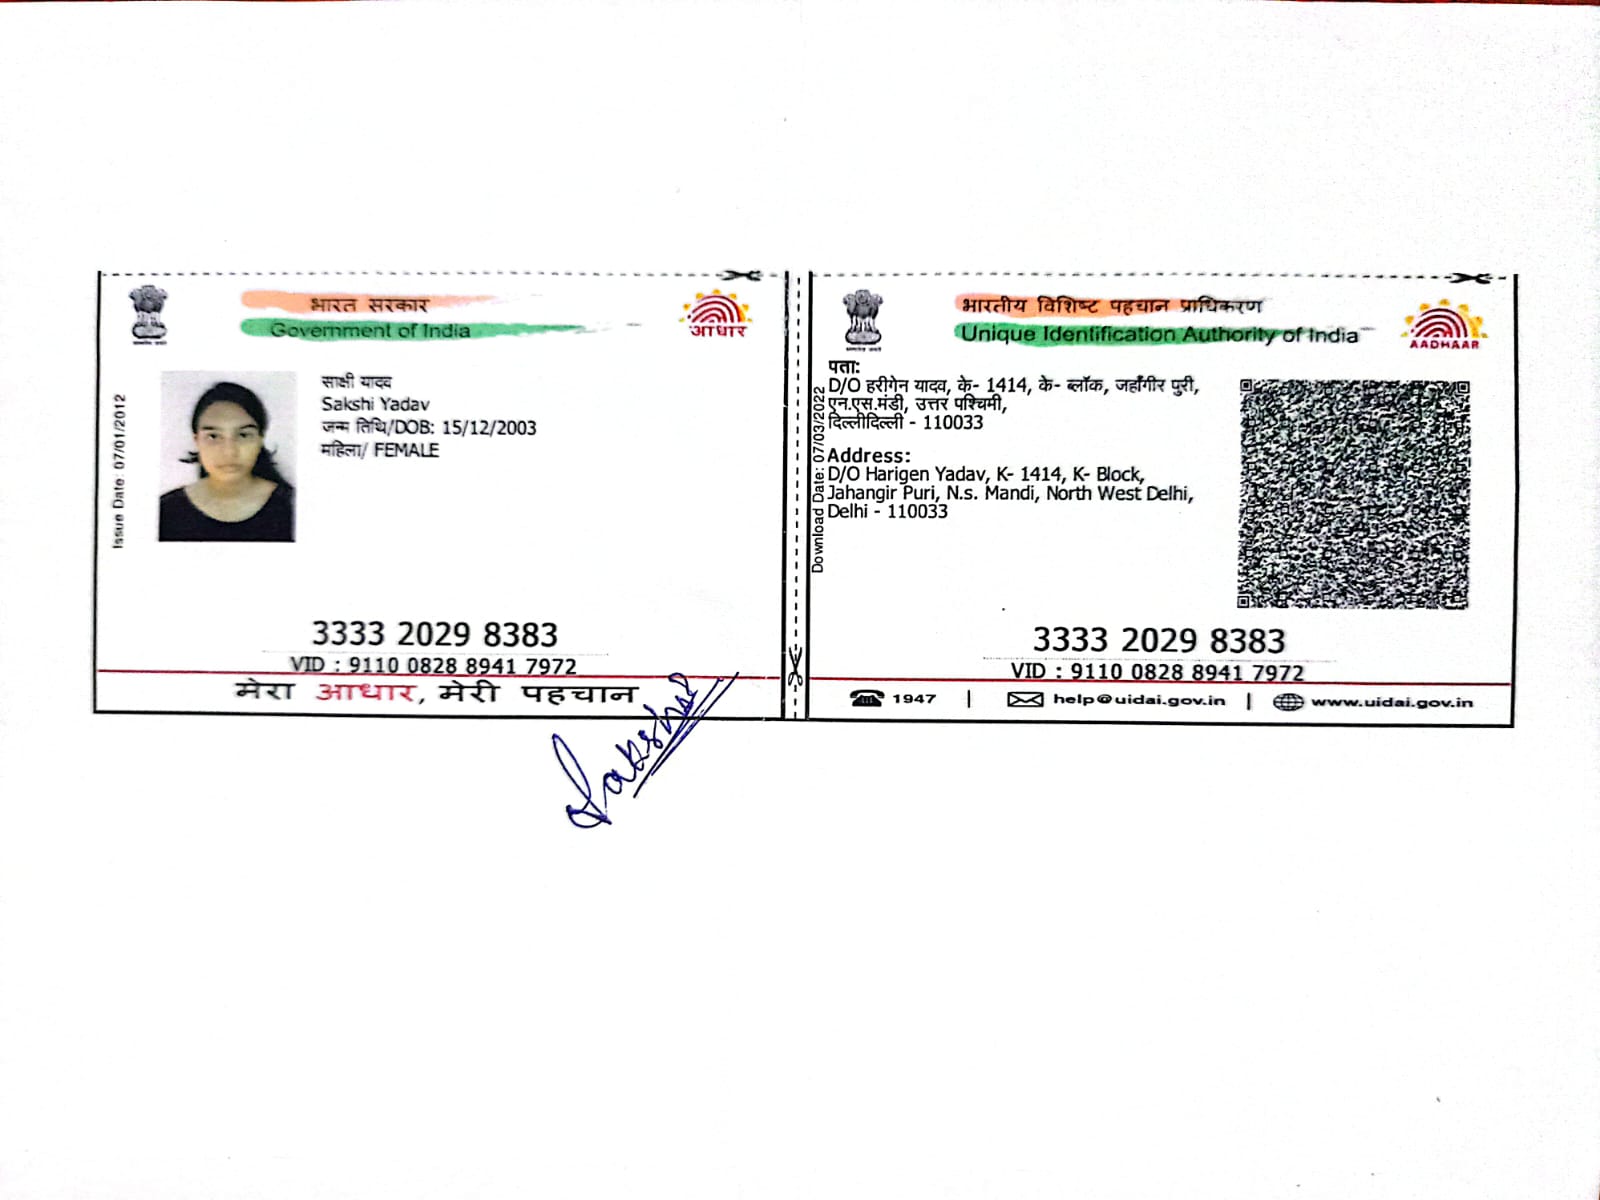 भारत सरकार
Government of India
आधार
Issue Date: 07/01/2012
साक्षी यादव
Sakshi Yadav
जन्म तिथि/DOB: 15/12/2003
महिला/ FEMALE
3333 2029 8383
VID : 9110 0828 8941 7972
मेरा आधार, मेरी पहचान
Sakshi
भारतीय विशिष्ट पहचान प्राधिकरण
Unique Identification Authority of India
AADHAAR
Download Date: 07/03/2022
पता:
D/O हरीगेन यादव, के- 1414, के- ब्लॉक, जहाँगीर पुरी,
एन.एस.मंडी, उत्तर पश्चिमी,
दिल्लीदिल्ली - 110033
Address:
D/O Harigen Yadav, K- 1414, K- Block,
Jahangir Puri, N.s. Mandi, North West Delhi,
Delhi - 110033
3333 2029 8383
VID : 9110 0828 8941 7972
1947 | help@uidai.gov.in | www.uidai.gov.in